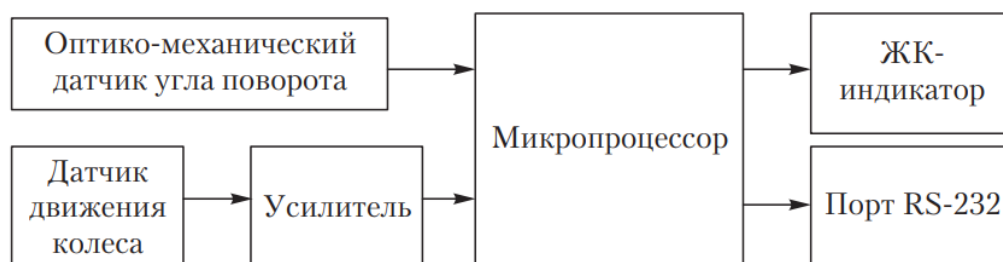 Оптико-механический
датчик угла поворота
Датчик
движения
колеса
Усилитель
Микропроцессор
ЖК-
индикатор
Порт RS-232